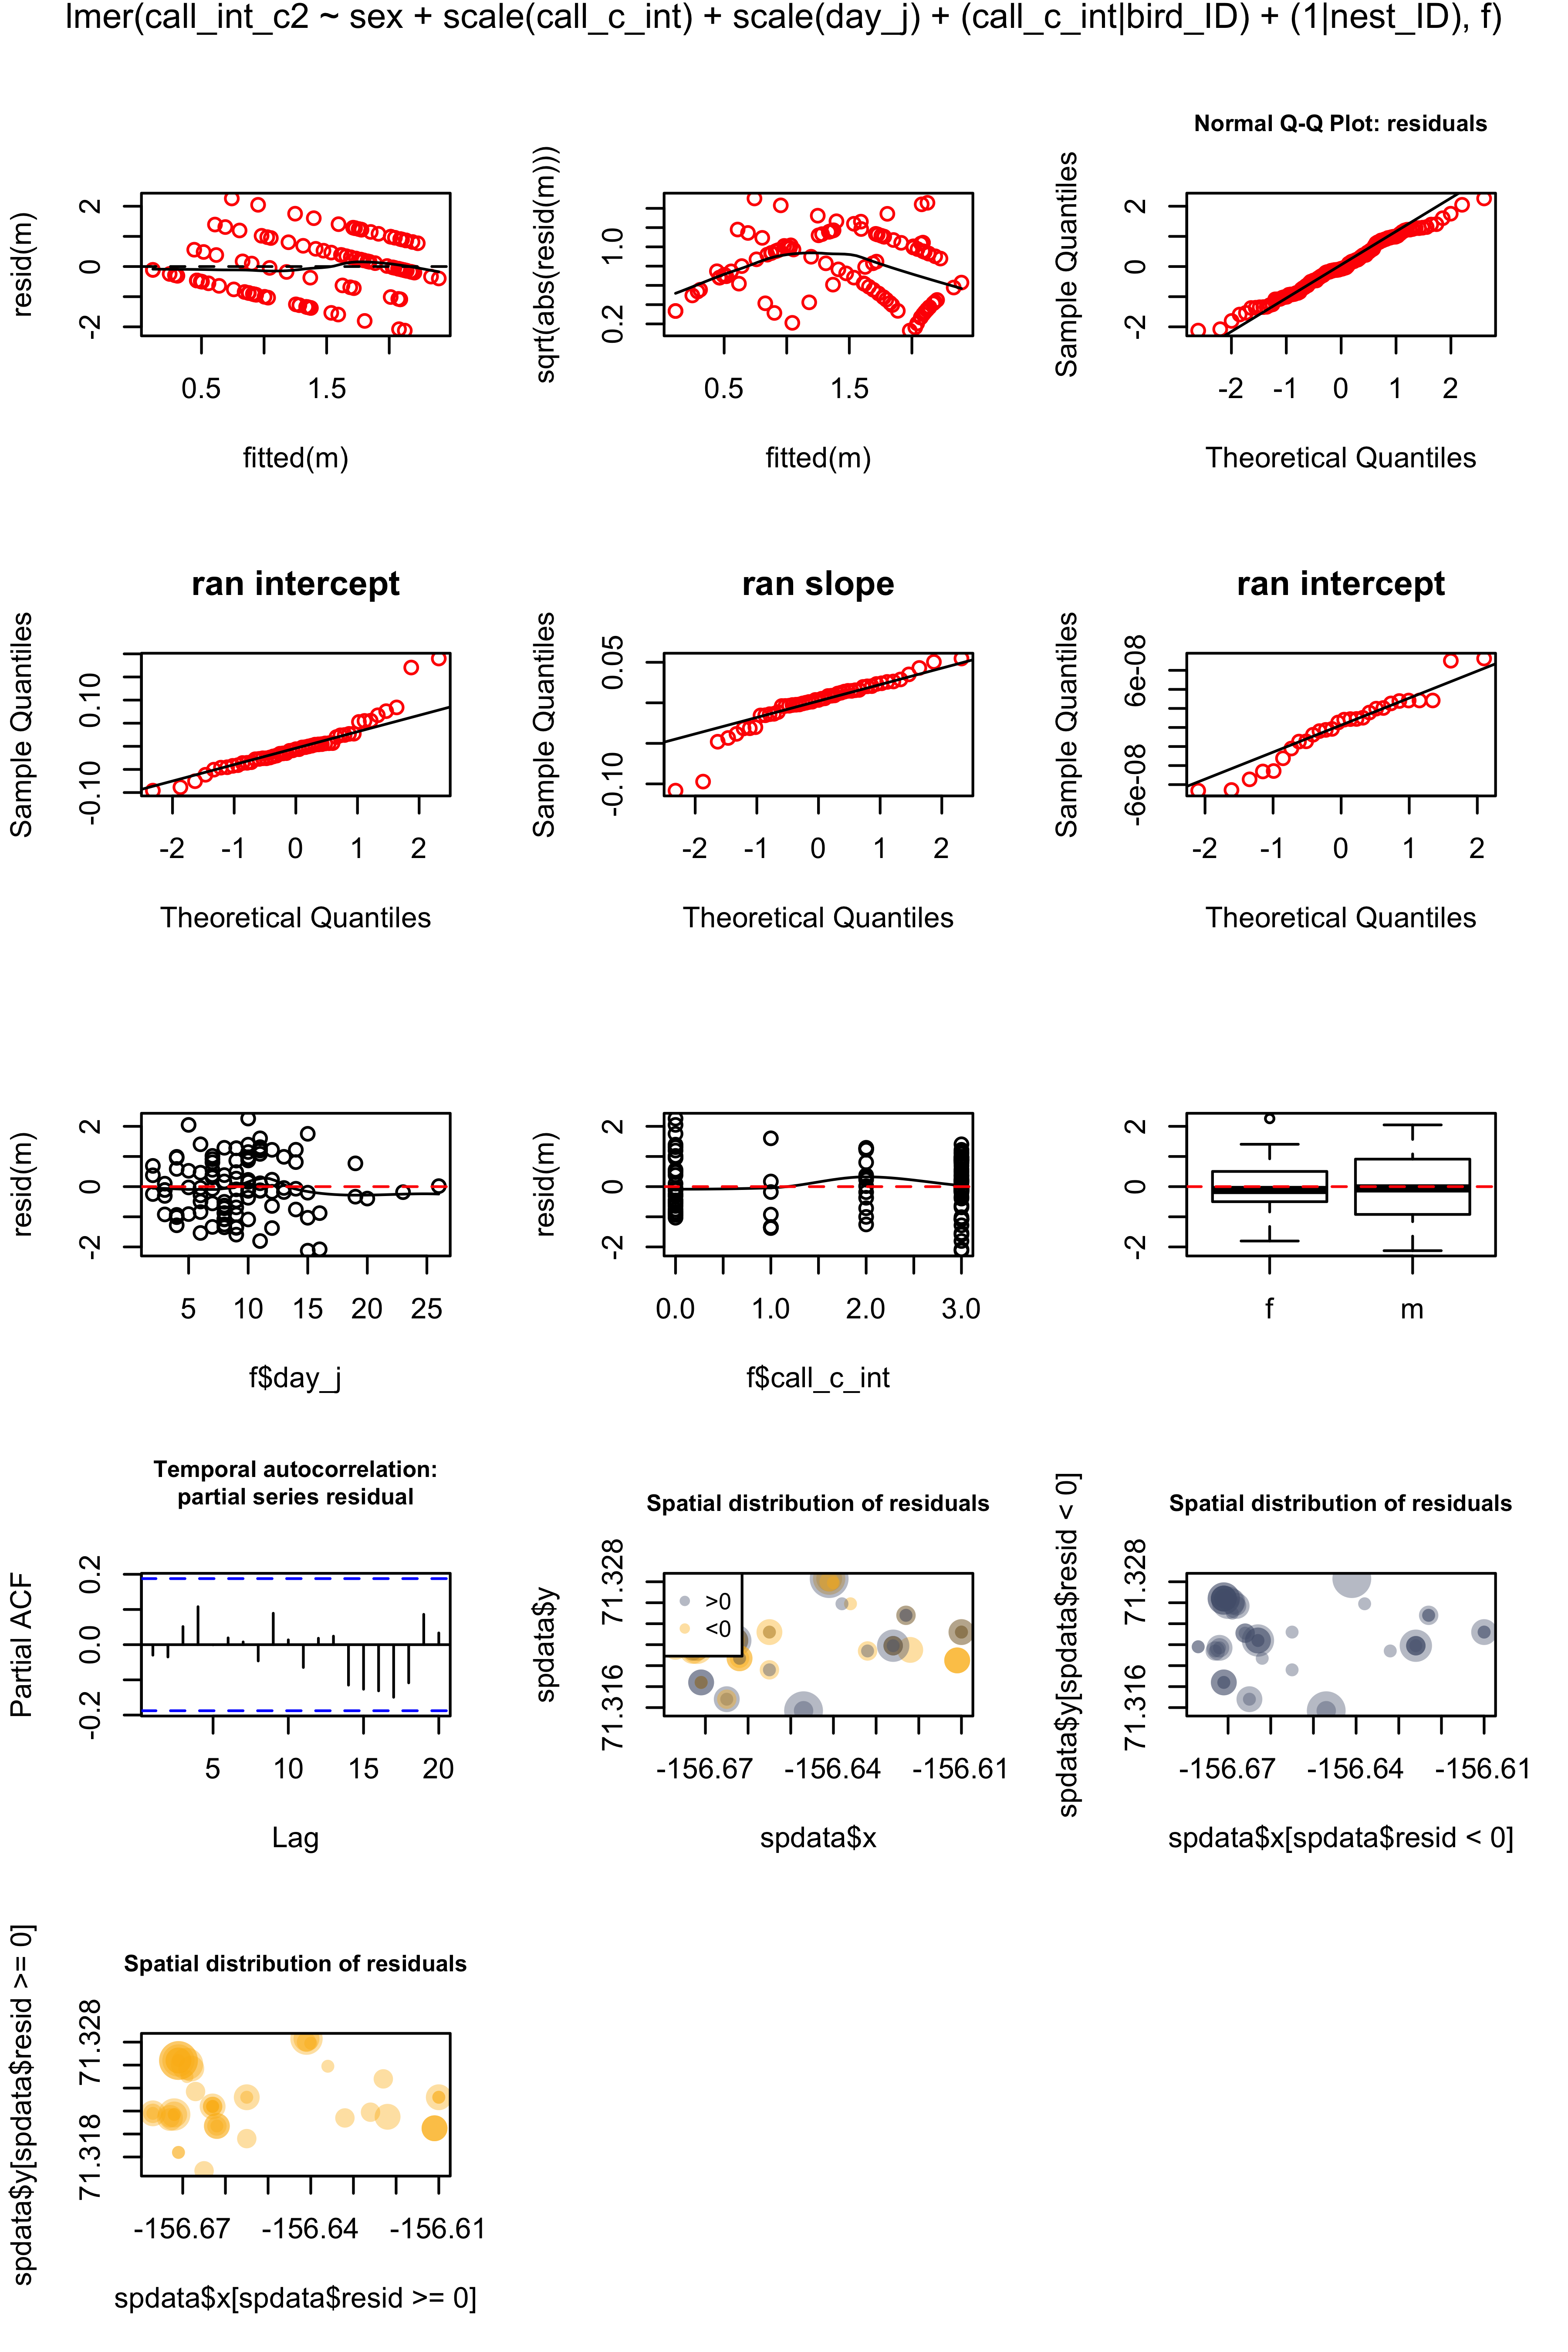 lmer(call_int_c2 ~ sex + scale(call_c_int) + scale(day_j) + (call_c_int|bird_ID) + (1|nest_ID), f)
resid(m)
2
0
-2
0.5 1.5
fitted(m)
sqrt(abs(resid(m)))
1.0
0.2
0.5 1.5
fitted(m)
Normal Q-Q Plot: residuals
Sample Quantiles
2
0
-2
-2 -1 0 1 2
Theoretical Quantiles
ran intercept
Sample Quantiles
0.10
-0.10
-2 -1 0 1 2
Theoretical Quantiles
ran slope
Sample Quantiles
0.05
-0.10
-2 -1 0 1 2
Theoretical Quantiles
ran intercept
Sample Quantiles
6e-08
-6e-08
-2 -1 0 1 2
Theoretical Quantiles
resid(m)
2
0
-2
5 10 15 20 25
f$day_j
resid(m)
2
0
-2
0.0 1.0 2.0 3.0
f$call_c_int
2
0
-2
f m
Temporal autocorrelation:
partial series residual
Partial ACF
0.2
0.0
-0.2
5 10 15 20
Lag
Spatial distribution of residuals
spdata$y
71.328
71.316
>0
<0
-156.67 -156.64 -156.61
spdata$x
Spatial distribution of residuals
spdata$y[spdata$resid < 0]
71.328
71.316
-156.67 -156.64 -156.61
spdata$x[spdata$resid < 0]
Spatial distribution of residuals
spdata$y[spdata$resid >= 0]
71.328
71.318
-156.67 -156.64 -156.61
spdata$x[spdata$resid >= 0]